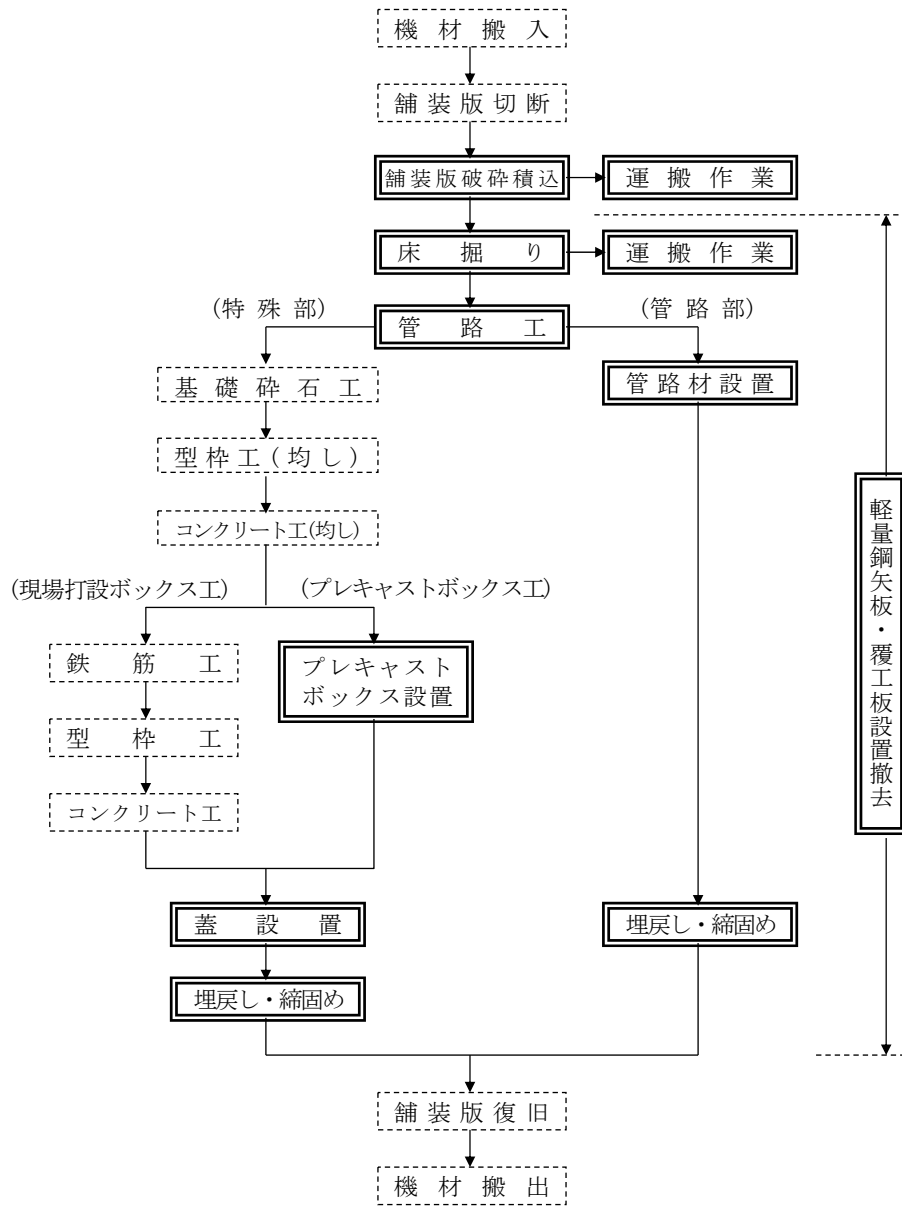 機材搬入
舗装版切断
舗装版破砕積込
運搬作業
床掘り
運搬作業
(特殊部)
管路工
(管路部)
基礎砕石工
管路材設置
型枠工(均し)
コンクリート工(均し)
(現場打設ボックス工)
(プレキャストボックス工)
鉄筋工
プレキャスト
ボックス設置
型枠工
コンクリート工
軽量鋼矢板・覆工板設置撤去
蓋設置
埋戻し・締固め
埋戻し・締固め
舗装版復旧
機材搬出